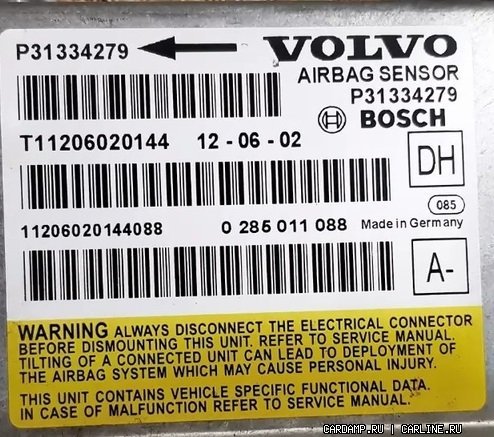 P31334279 VOLVO
AIRBAG SENSOR
P31334279
BOSCH
T11206020144 12-06-02
DH
085
11206020144088 0 285 011 088 Made in Germany
A-
WARNING ALWAYS DISCONNECT THE ELECTRICAL CONNECTOR
BEFORE DISMOUNTING THIS UNIT. REFER TO SERVICE MANUAL.
TILTING OF A CONNECTED UNIT CAN LEAD TO DEPLOYMENT OF
THE AIRBAG SYSTEM WHICH MAY CAUSE PERSONAL INJURY.
THIS UNIT CONTAINS VEHICLE SPECIFIC FUNCTIONAL DATA.
IN CASE OF MALFUNCTION REFER TO SERVICE MANUAL.
CARDAMP.RU | CARLINE.RU